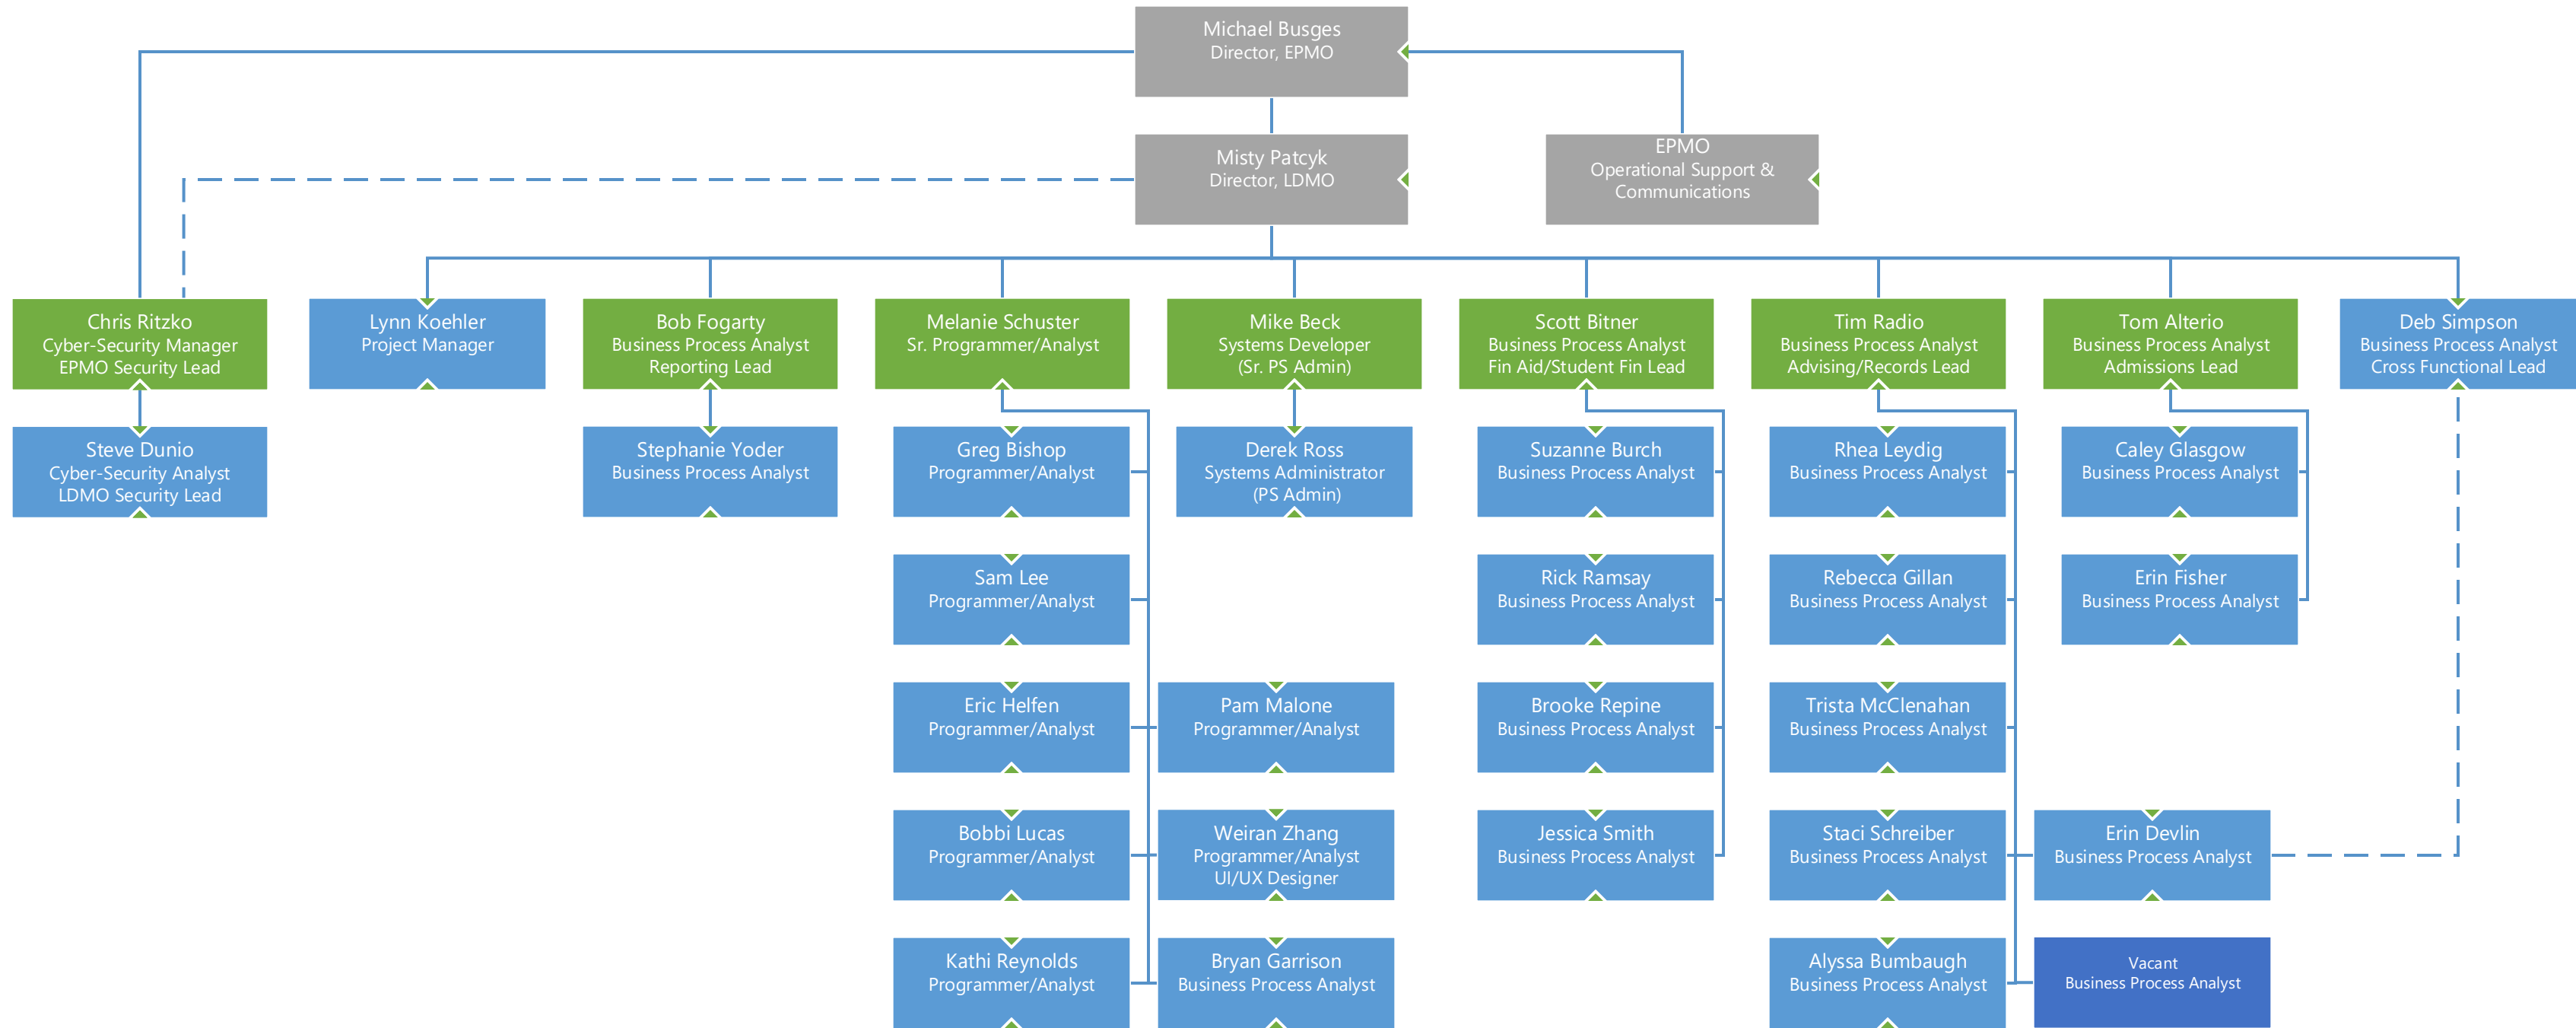 Michael Busges
Director, EPMO
Misty Patcyk
Director, LDMO
EPMO
Operational Support &
Communications
Chris Ritzko
Cyber-Security Manager
EPMO Security Lead
Lynn Koehler
Project Manager
Bob Fogarty
Business Process Analyst
Reporting Lead
Melanie Schuster
Sr. Programmer/Analyst
Mike Beck
Systems Developer
(Sr. PS Admin)
Scott Bitner
Business Process Analyst
Fin Aid/Student Fin Lead
Tim Radio
Business Process Analyst
Advising/Records Lead
Tom Alterio
Business Process Analyst
Admissions Lead
Deb Simpson
Business Process Analyst
Cross Functional Lead
Steve Dunio
Cyber-Security Analyst
LDMO Security Lead
Stephanie Yoder
Business Process Analyst
Greg Bishop
Programmer/Analyst
Derek Ross
Systems Administrator
(PS Admin)
Suzanne Burch
Business Process Analyst
Rhea Leydig
Business Process Analyst
Caley Glasgow
Business Process Analyst
Sam Lee
Programmer/Analyst
Rick Ramsay
Business Process Analyst
Rebecca Gillan
Business Process Analyst
Erin Fisher
Business Process Analyst
Eric Helfen
Programmer/Analyst
Pam Malone
Programmer/Analyst
Brooke Repine
Business Process Analyst
Trista McClenahan
Business Process Analyst
Bobbi Lucas
Programmer/Analyst
Weiran Zhang
Programmer/Analyst
UI/UX Designer
Jessica Smith
Business Process Analyst
Staci Schreiber
Business Process Analyst
Erin Devlin
Business Process Analyst
Kathi Reynolds
Programmer/Analyst
Bryan Garrison
Business Process Analyst
Alyssa Bumbaugh
Business Process Analyst
Vacant
Business Process Analyst